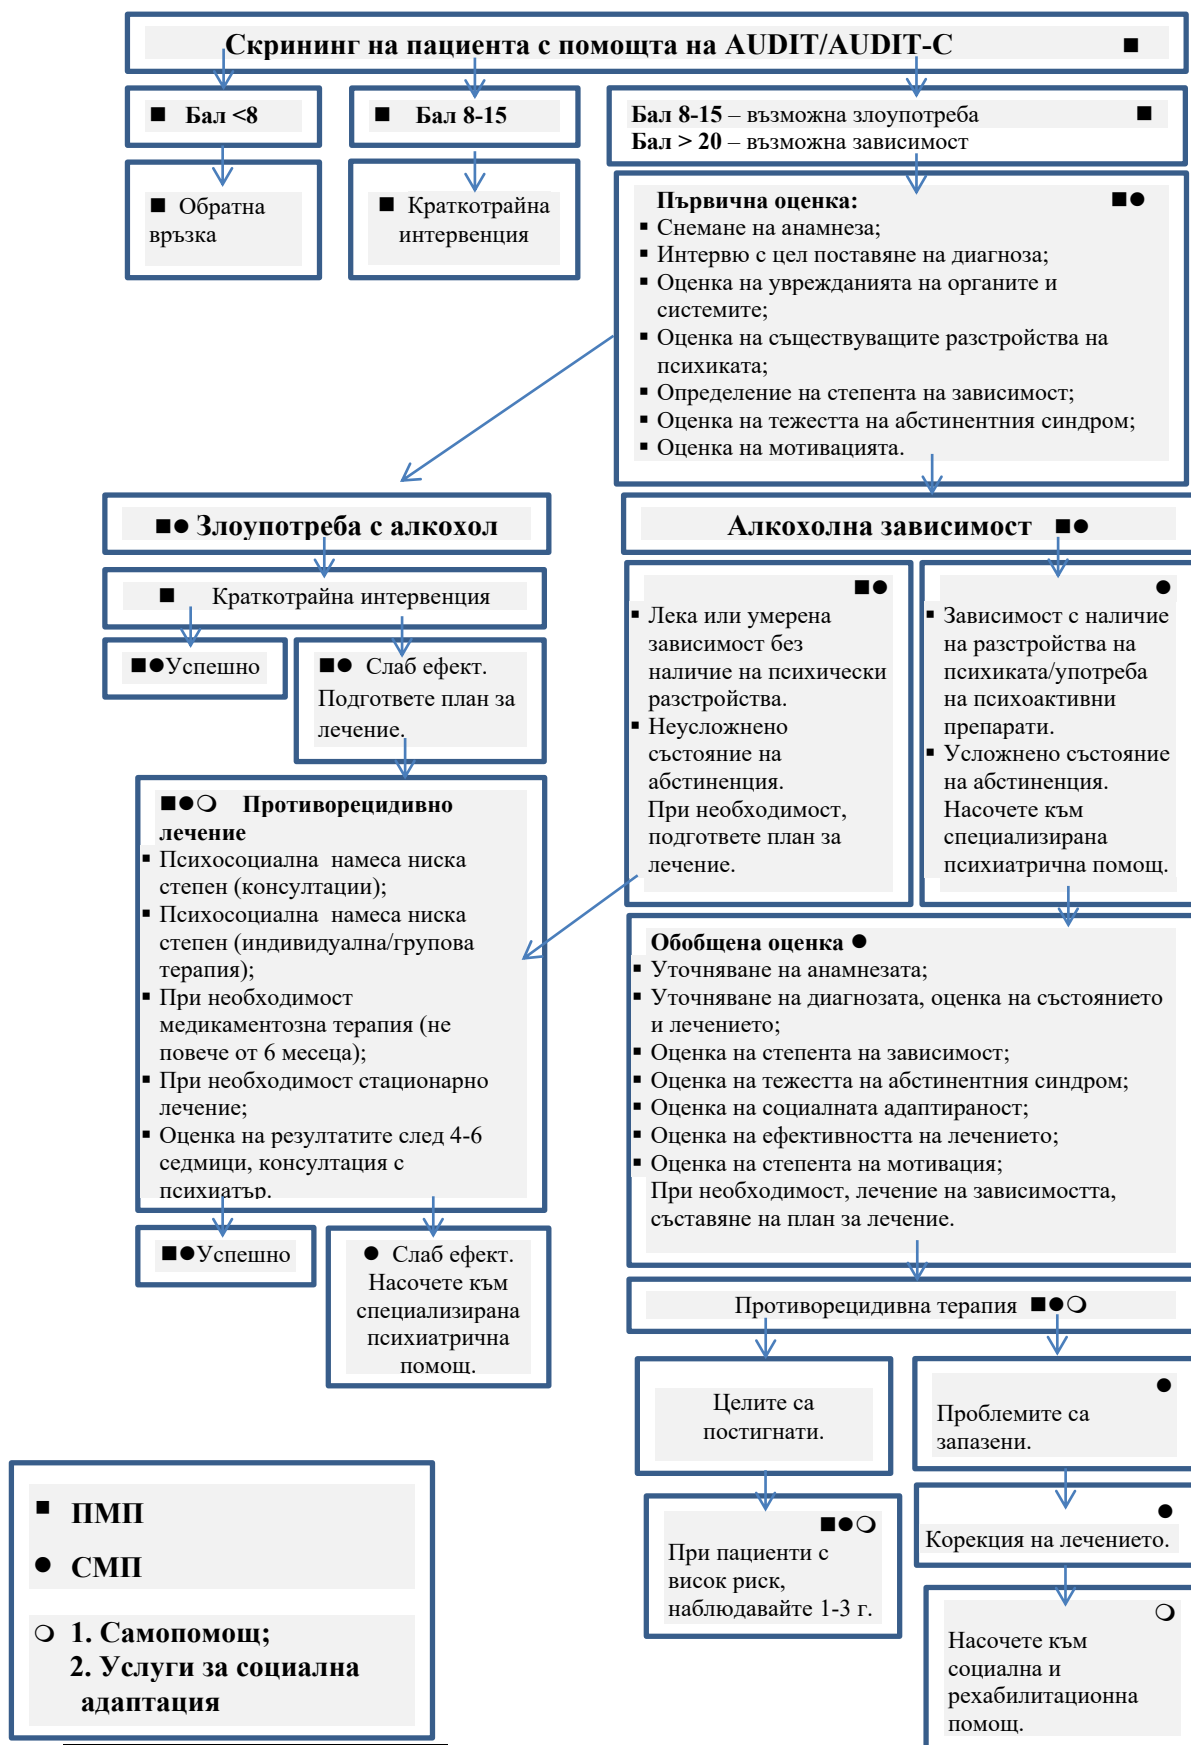 Скрининг на пациента с помощта на AUDIT/AUDIT-C ■
■ Бал <8
■ Бал 8-15
Бал 8-15 – възможна злоупотреба ■
Бал > 20 – възможна зависимост
■ Обратна
връзка
■ Краткотрайна
интервенция
Първична оценка: ■●
▪ Снемане на анамнеза;
▪ Интервю с цел поставяне на диагноза;
▪ Оценка на уврежданията на органите и
системите;
▪ Оценка на съществуващите разстройства на
психиката;
▪ Определение на степента на зависимост;
▪ Оценка на тежестта на абстинентния синдром;
▪ Оценка на мотивацията.
■● Злоупотреба с алкохол
Алкохолна зависимост ■●
■ Краткотрайна интервенция
■●Успешно
■● Слаб ефект.
Подгответе план за
лечение.
■●
▪ Лека или умерена
зависимост без
наличие на психически
разстройства.
▪ Неусложнено
състояние на
абстиненция.
При необходимост,
подгответе план за
лечение.
●
▪ Зависимост с наличие
на разстройства на
психиката/употреба
на психоактивни
препарати.
▪ Усложнено състояние
на абстиненция.
Насочете към
специализирана
психиатрична помощ.
■●○ Противорецидивно
лечение
▪ Психосоциална намеса ниска
степен (консултации);
▪ Психосоциална намеса ниска
степен (индивидуална/групова
терапия);
▪ При необходимост
медикаментозна терапия (не
повече от 6 месеца);
▪ При необходимост стационарно
лечение;
▪ Оценка на резултатите след 4-6
седмици, консултация с
психиатър.
Обобщена оценка ●
▪ Уточняване на анамнезата;
▪ Уточняване на диагнозата, оценка на състоянието
и лечението;
▪ Оценка на степента на зависимост;
▪ Оценка на тежестта на абстинентния синдром;
▪ Оценка на социалната адаптираност;
▪ Оценка на ефективността на лечението;
▪ Оценка на степента на мотивация;
При необходимост, лечение на зависимостта,
съставяне на план за лечение.
■●Успешно
● Слаб ефект.
Насочете към
специализирана
психиатрична
помощ.
Противорецидивна терапия ■●○
Целите са
постигнати.
●
Проблемите са
запазени.
■●○
При пациенти с
висок риск,
наблюдавайте 1-3 г.
●
Корекция на лечението.
○
Насочете към
социална и
рехабилитационна
помощ.
■ ПМП
● СМП
○ 1. Самопомощ;
2. Услуги за социална
адаптация